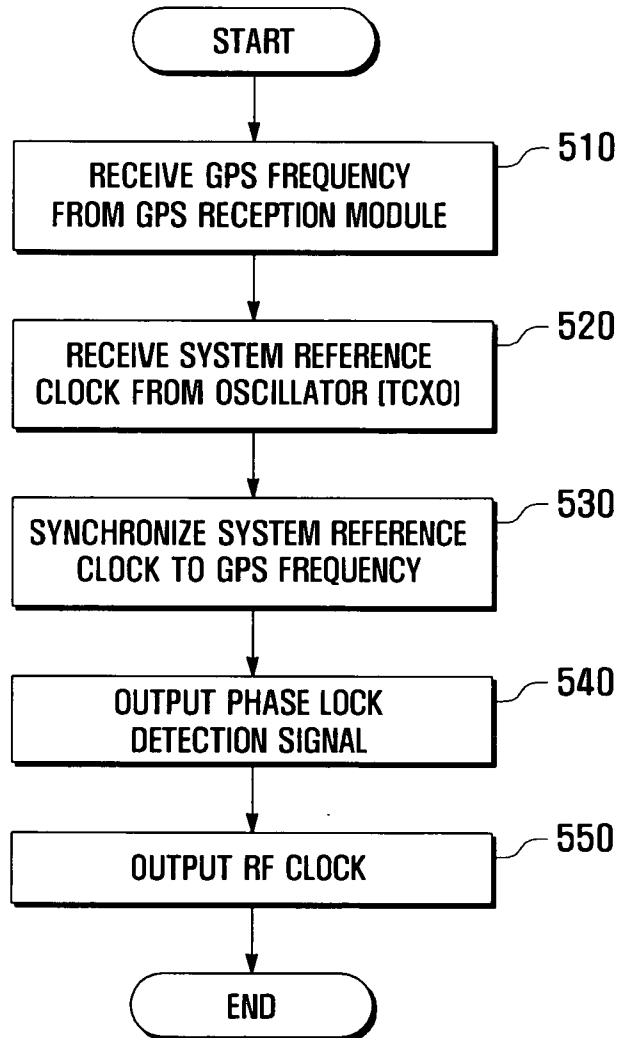 START
510
RECEIVE GPS FREQUENCY
FROM GPS RECEPTION MODULE
520
RECEIVE SYSTEM REFERENCE
CLOCK FROM OSCILLATOR (TCXO)
530
SYNCHRONIZE SYSTEM REFERENCE
CLOCK TO GPS FREQUENCY
540
OUTPUT PHASE LOCK
DETECTION SIGNAL
550
OUTPUT RF CLOCK
END